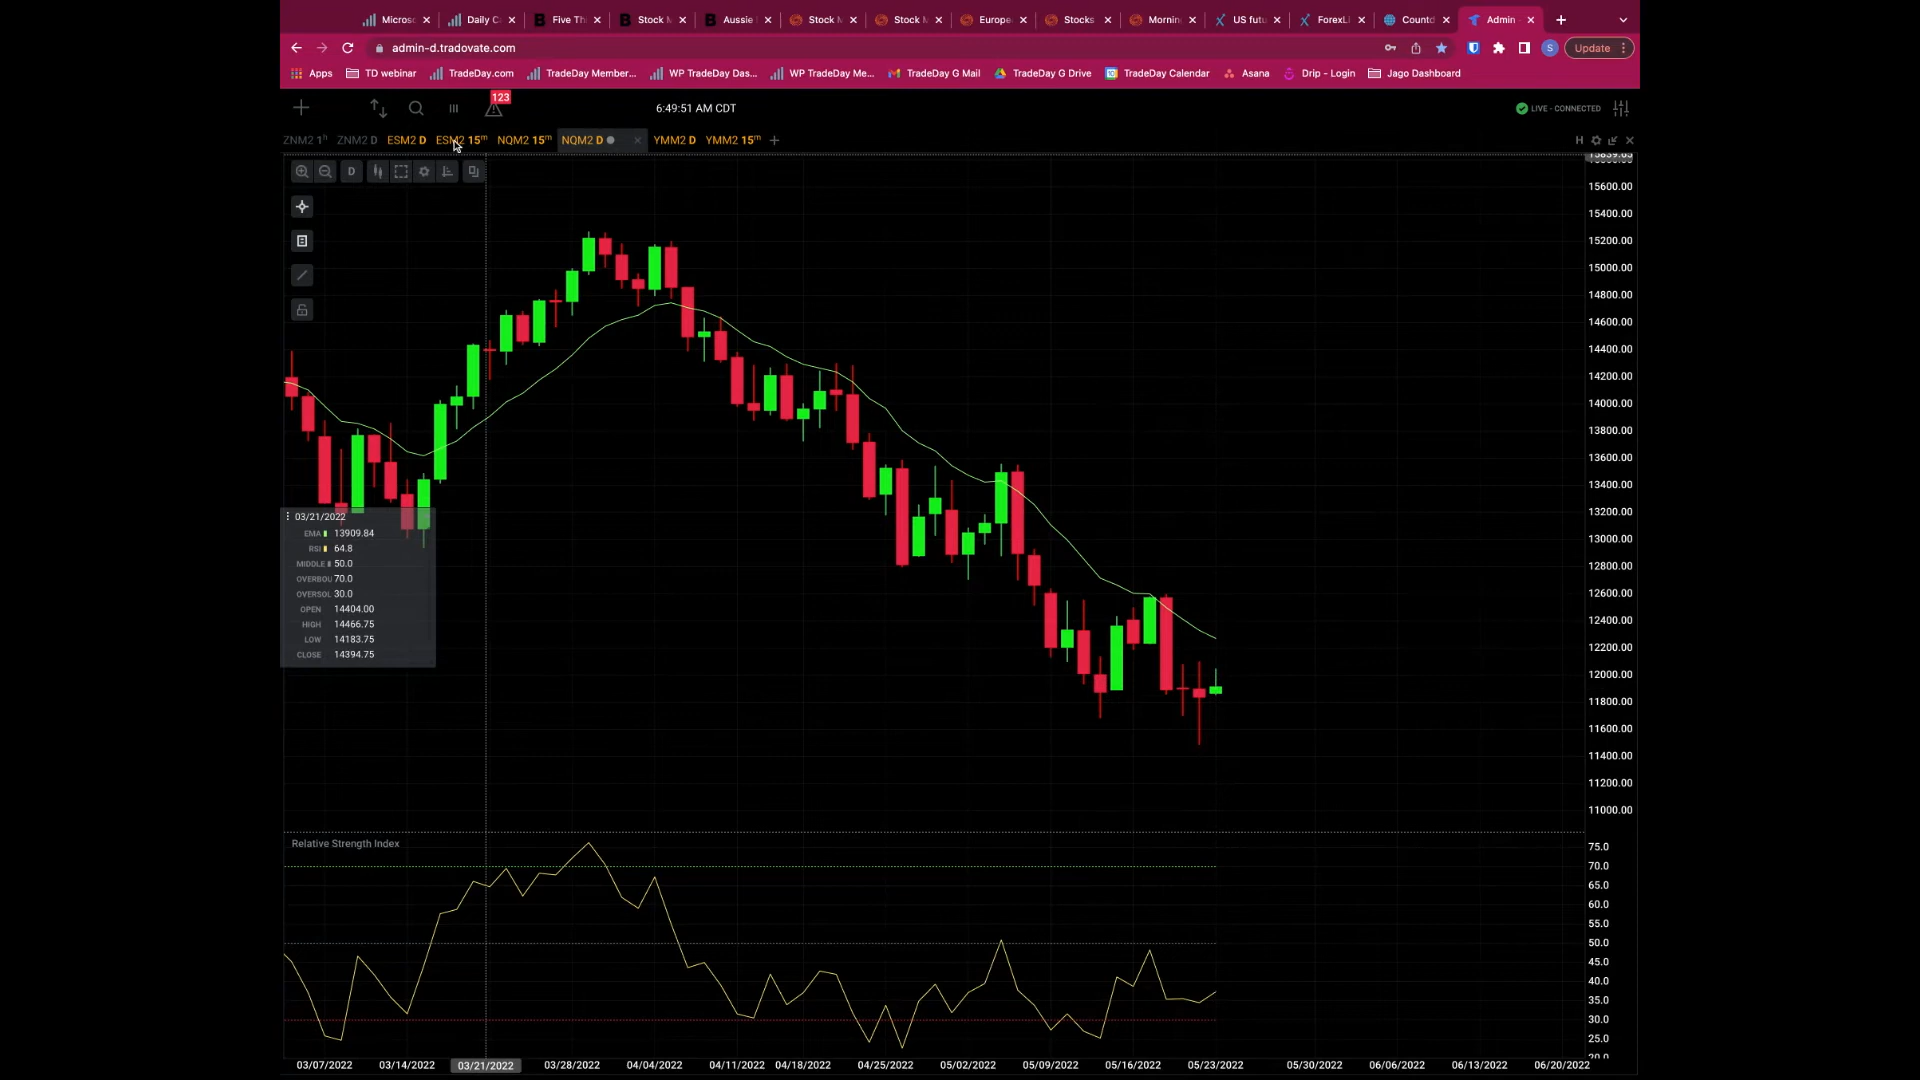 Micros Daily C Five Thi Stock M Aussie Stock M Stock M Europe Stocks Mornin US futu ForexLi Countd Admin
admin-d.tradovate.com Update
Apps TD webinar TradeDay.com TradeDay Member... WP TradeDay Das... WP TradeDay Me... TradeDay G Mail TradeDay G Drive TradeDay Calendar Asana Drip - Login Jago Dashboard
123
6:49:51 AM CDT LIVE - CONNECTED
ZNM2 1h ZNM2 D ESM2 D ESM2 15m NQM2 15m NQM2 D YMM2 D YMM2 15m H
D
15600.00
15400.00
15200.00
15000.00
14800.00
14600.00
14400.00
14200.00
14000.00
13800.00
13600.00
13400.00
13200.00
13000.00
12800.00
12600.00
12400.00
12200.00
12000.00
11800.00
11600.00
11400.00
11200.00
11000.00
03/21/2022
EMA 13909.84
RSI 64.8
MIDDLE 50.0
OVERBOU 70.0
OVERSOL 30.0
OPEN 14404.00
HIGH 14466.75
LOW 14183.75
CLOSE 14394.75
Relative Strength Index
75.0
70.0
65.0
60.0
55.0
50.0
45.0
40.0
35.0
30.0
25.0
20.0
03/07/2022 03/14/2022 03/21/2022 03/28/2022 04/04/2022 04/11/2022 04/18/2022 04/25/2022 05/02/2022 05/09/2022 05/16/2022 05/23/2022 05/30/2022 06/06/2022 06/13/2022 06/20/2022